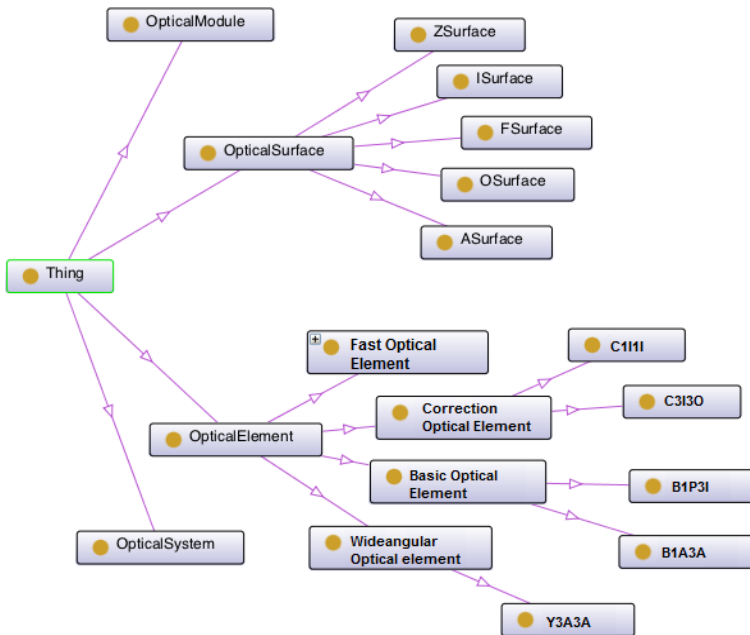 OpticalModule
ZSurface
ISurface
FSurface
OpticalSurface
OSurface
ASurface
Thing
Fast Optical
Element
C1I1I
Correction
Optical Element
C3I3O
OpticalElement
Basic Optical
Element
B1P3I
OpticalSystem
Wideangular
Optical element
B1A3A
Y3A3A